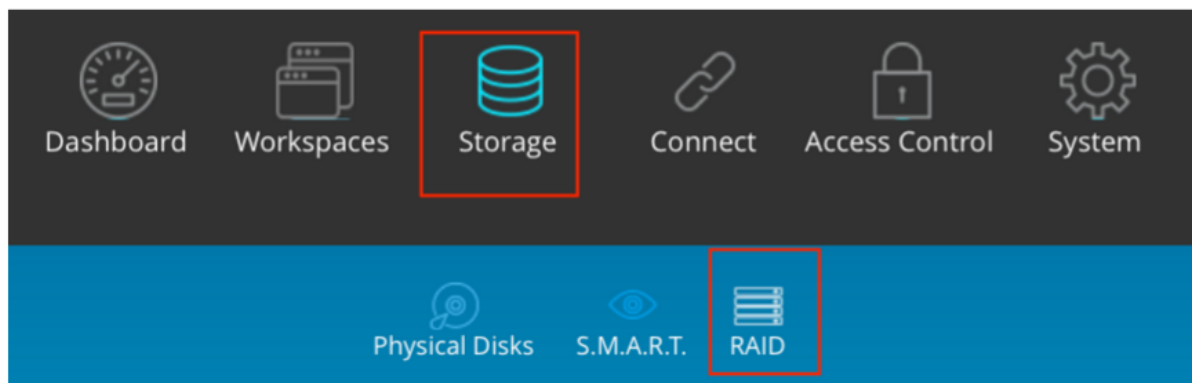 Dashboard Workspaces Storage Connect Access Control System
Physical Disks S.M.A.R.T. RAID